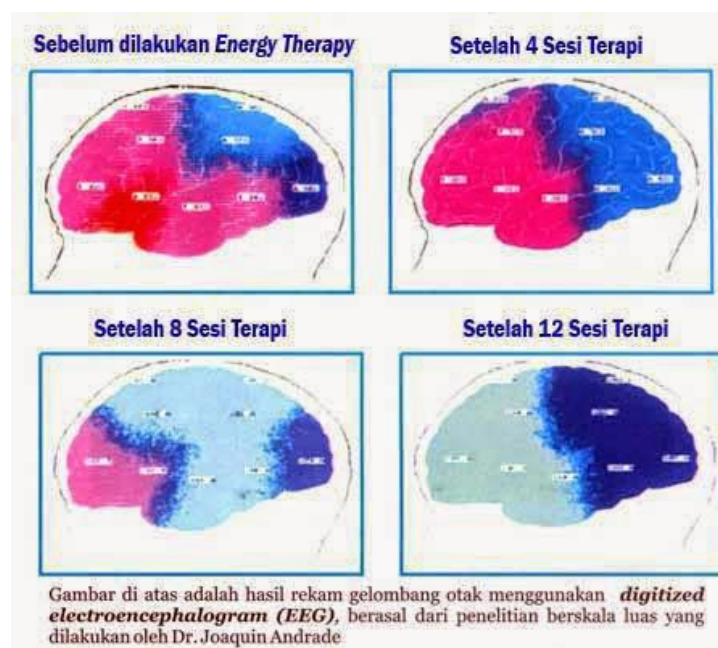 Sebelum dilakukan Energy Therapy
Setelah 4 Sesi Terapi
Setelah 8 Sesi Terapi
Setelah 12 Sesi Terapi
Gambar di atas adalah hasil rekam gelombang otak menggunakan digitized
electroencephalogram (EEG), berasal dari penelitian berskala luas yang
dilakukan oleh Dr. Joaquin Andrade